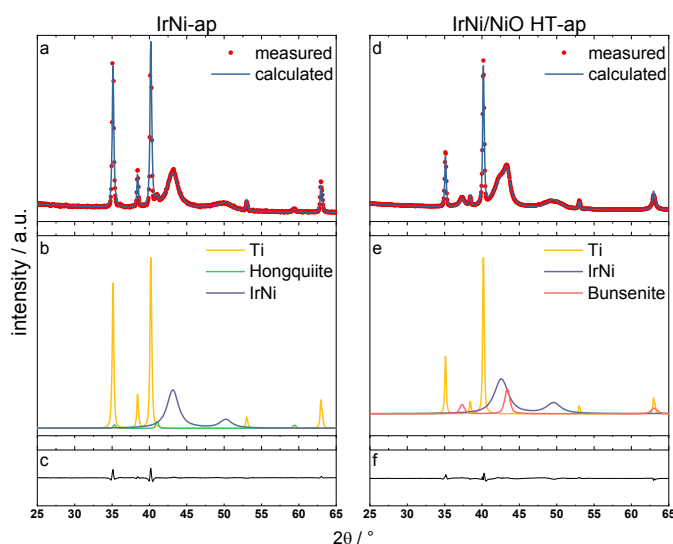 IrNi-ap
IrNi/NiO HT-ap
a
measured
calculated
d
measured
calculated
b
Ti
Hongquiite
IrNi
e
Ti
IrNi
Bunsenite
c
f
intensity / a.u.
25 30 35 40 45 50 55 60 65
25 30 35 40 45 50 55 60 65
2θ / °